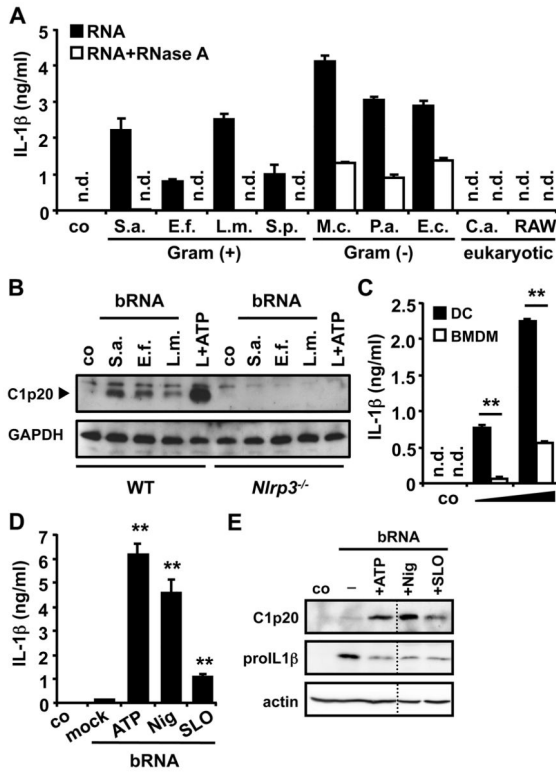 A
RNA
RNA+RNase A
IL-1β (ng/ml)
5
4
3
2
1
0
n.d. n.d. n.d. n.d. n.d. n.d. n.d. n.d. n.d.
co S.a. E.f. L.m. S.p. M.c. P.a. E.c. C.a. RAW
Gram (+) Gram (-) eukaryotic
B
bRNA bRNA
co S.a. E.f. L.m. L+ATP co S.a. E.f. L.m. L+ATP
C1p20
GAPDH
WT Nlrp3-/-
C
DC
BMDM
IL-1β (ng/ml)
2.5
2.0
1.5
1.0
0.5
0
n.d. n.d.
**
**
co
D
IL-1β (ng/ml)
7
6
5
4
3
2
1
0
**
**
**
co mock ATP Nig SLO
bRNA
E
bRNA
co – +ATP +Nig +SLO
C1p20
proIL1β
actin